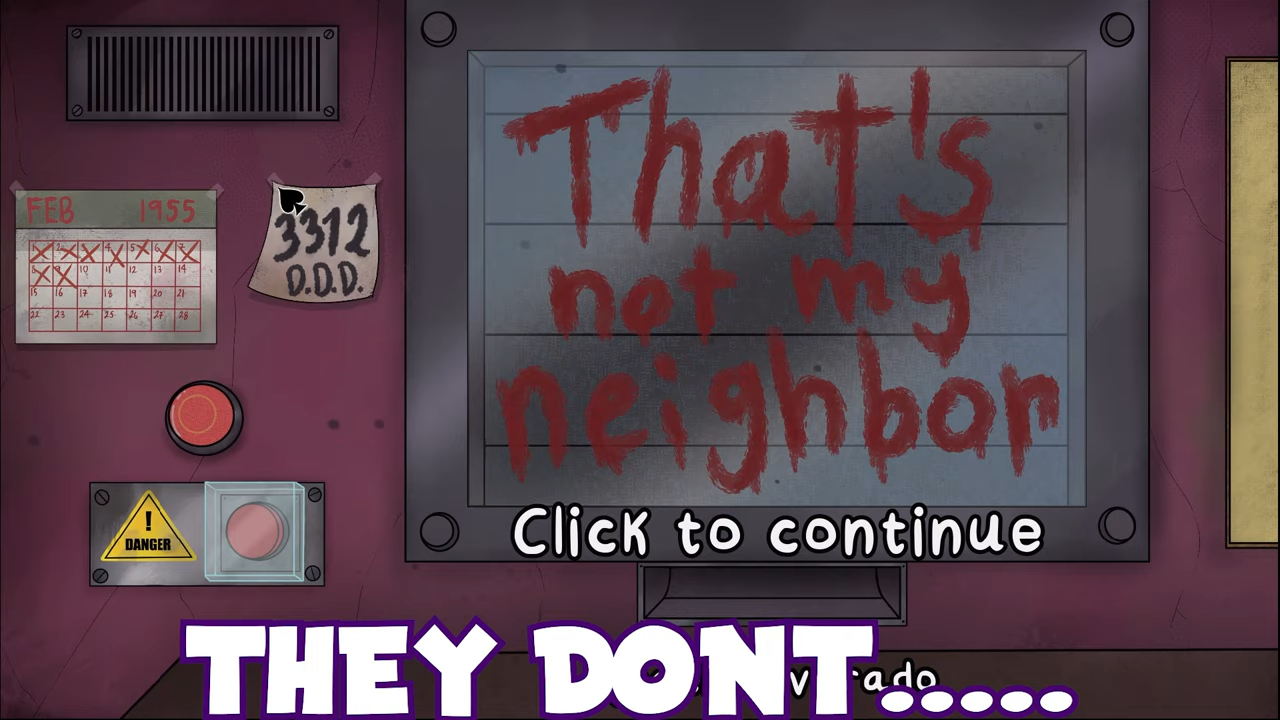 That's
not my
neighbor
Click to continue
FEB 1955
1 2 3 4 5 6 7
8 9 10 11 12 13 14
15 16 17 18 19 20 21
22 23 24 25 26 27 28
3312
D.D.D.
!
DANGER
THEY DONT.....